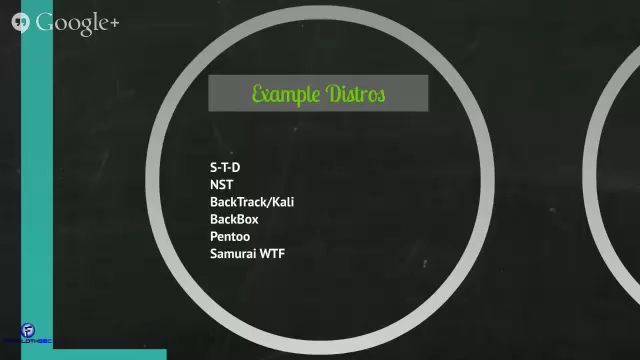 Google+
Example Distros
S-T-D
NST
BackTrack/Kali
BackBox
Pentoo
Samurai WTF